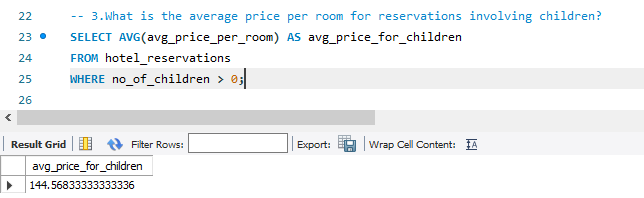 22 -- 3.What is the average price per room for reservations involving children?
23 SELECT AVG(avg_price_per_room) AS avg_price_for_children
24 FROM hotel_reservations
25 WHERE no_of_children > 0;
26
Result Grid Filter Rows: Export: Wrap Cell Content:
avg_price_for_children
144.56833333333336